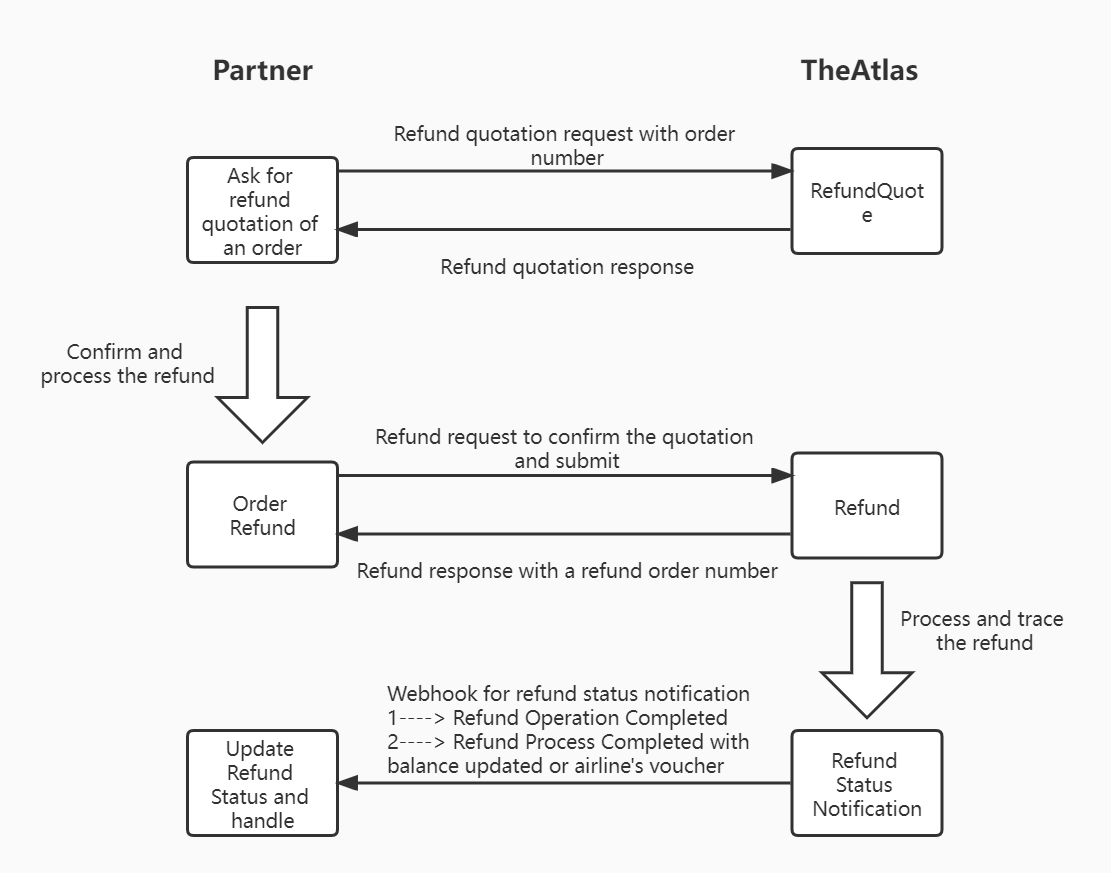 Partner
TheAtlas
Refund quotation request with order
number
Ask for
refund
quotation of
an order
RefundQuot
e
Refund quotation response
Confirm and
process the refund
Refund request to confirm the quotation
and submit
Order
Refund
Refund
Refund response with a refund order number
Process and trace
the refund
Webhook for refund status notification
1----> Refund Operation Completed
2----> Refund Process Completed with
balance updated or airline's voucher
Update
Refund
Status and
handle
Refund
Status
Notification